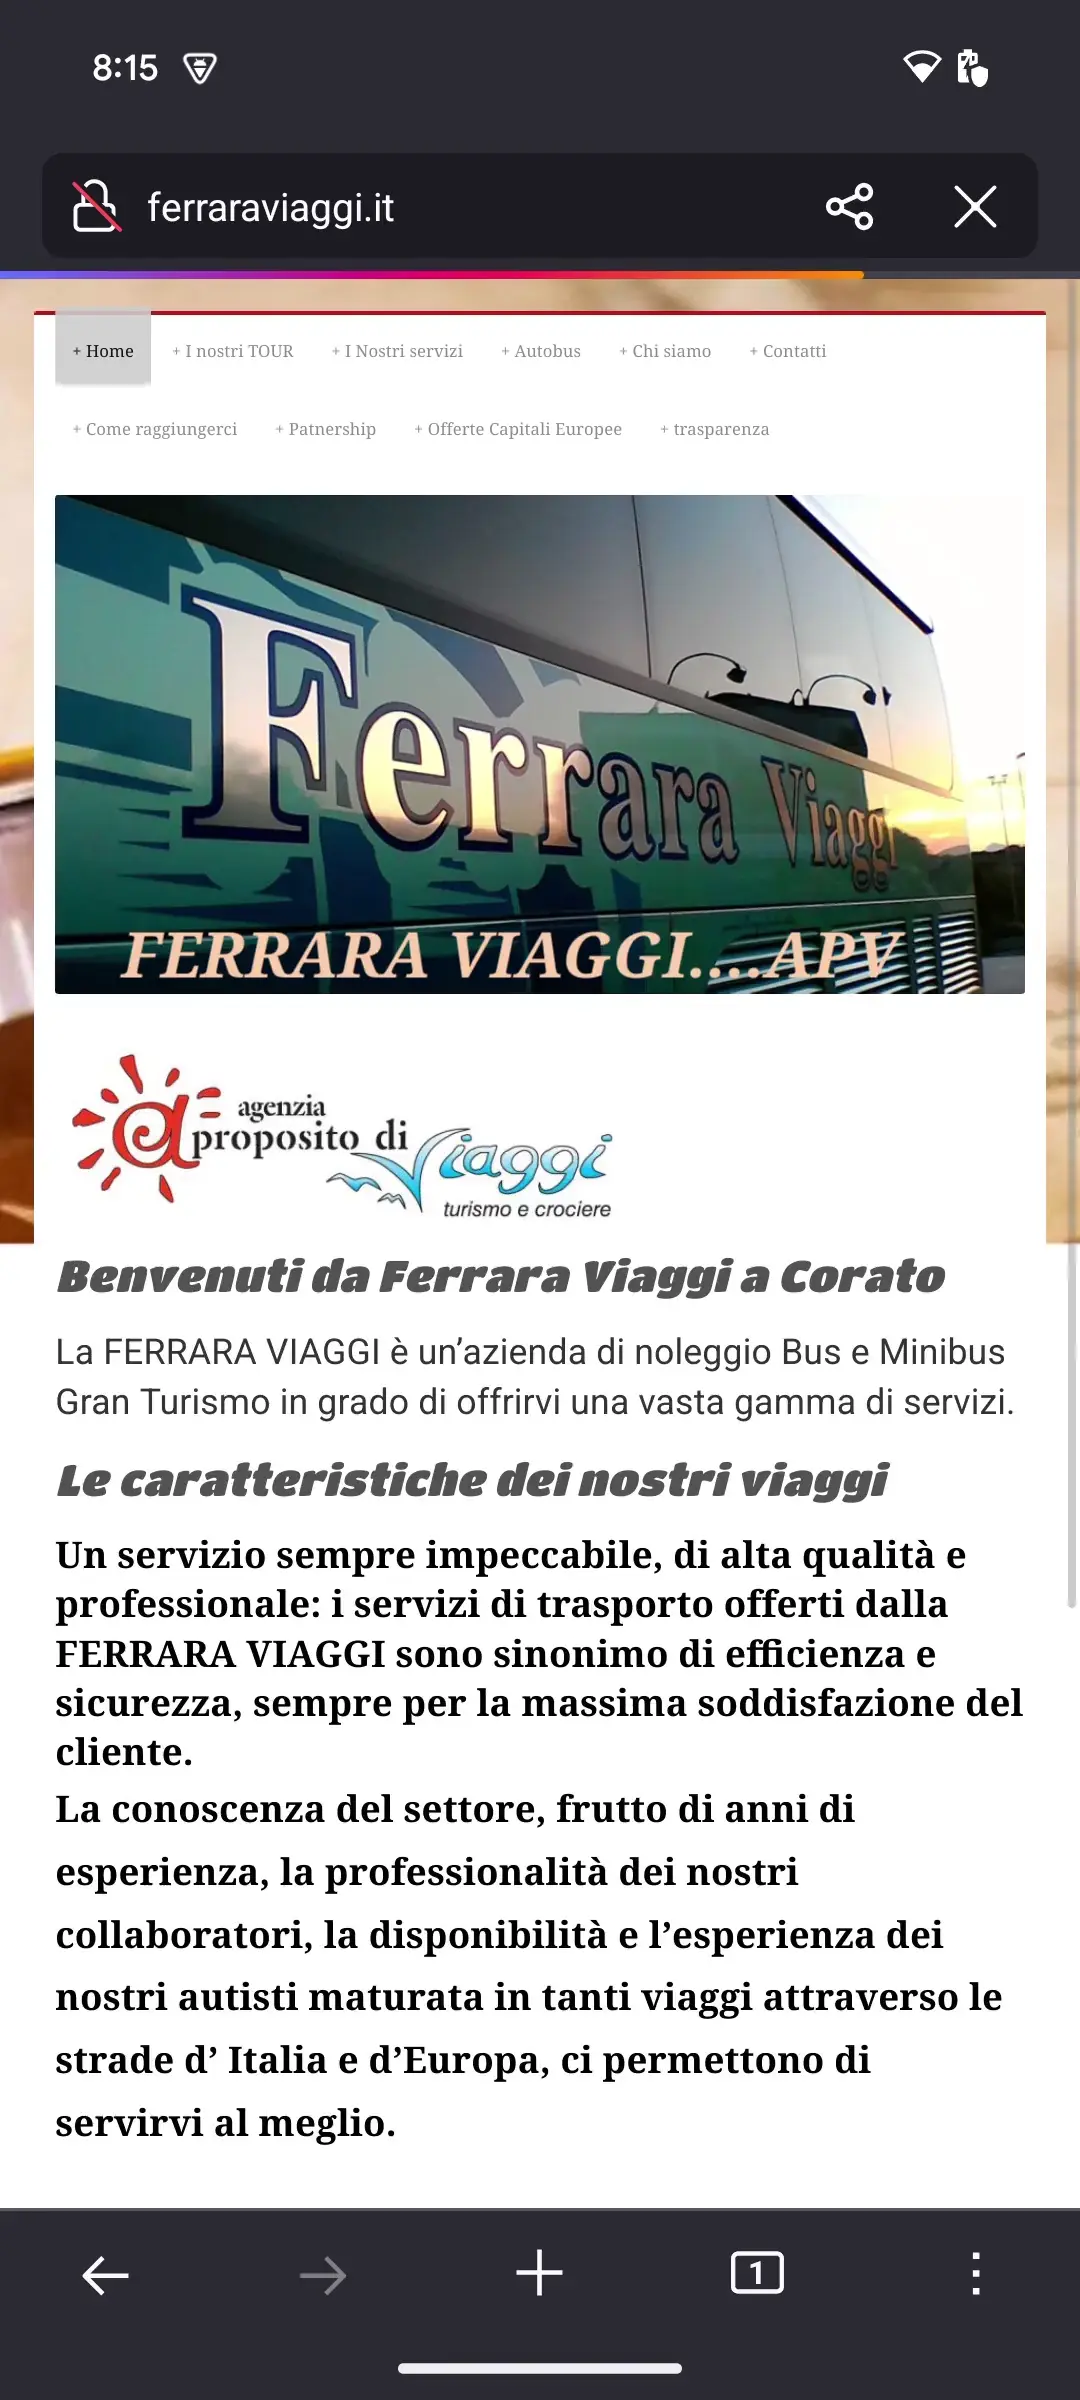 8:15
ferraraviaggi.it
+ Home + I nostri TOUR + I Nostri servizi + Autobus + Chi siamo + Contatti
+ Come raggiungerci + Patnership + Offerte Capitali Europee + trasparenza
Ferrara Viaggi
FERRARA VIAGGI....APV
agenzia
a proposito di
Viaggi
turismo e crociere
Benvenuti da Ferrara Viaggi a Corato
La FERRARA VIAGGI è un’azienda di noleggio Bus e Minibus
Gran Turismo in grado di offrirvi una vasta gamma di servizi.
Le caratteristiche dei nostri viaggi
Un servizio sempre impeccabile, di alta qualità e
professionale: i servizi di trasporto offerti dalla
FERRARA VIAGGI sono sinonimo di efficienza e
sicurezza, sempre per la massima soddisfazione del
cliente.
La conoscenza del settore, frutto di anni di
esperienza, la professionalità dei nostri
collaboratori, la disponibilità e l’esperienza dei
nostri autisti maturata in tanti viaggi attraverso le
strade d’ Italia e d’Europa, ci permettono di
servirvi al meglio.
1